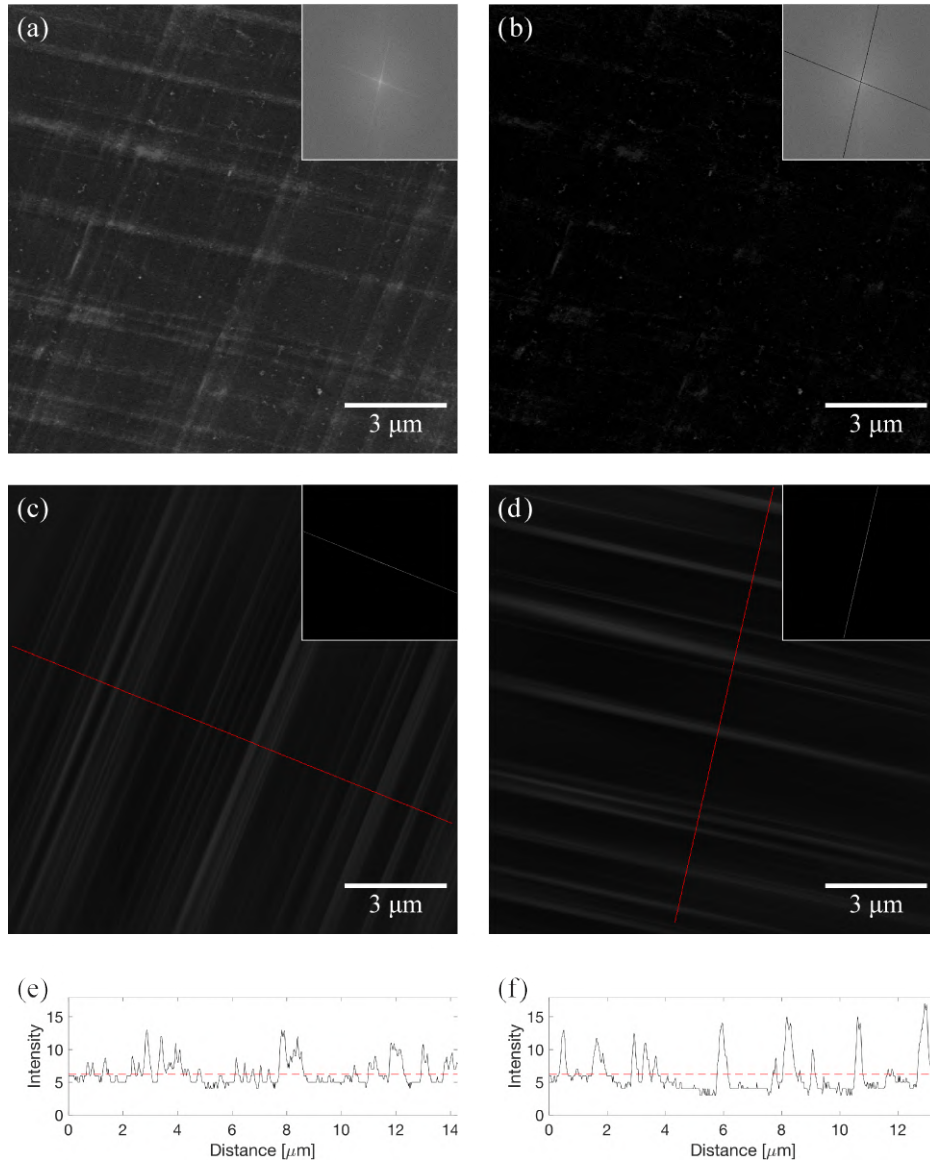 (a)
(b)
3 μm
3 μm
(c)
(d)
3 μm
3 μm
(e)
(f)
Intensity
15
10
5
0
0 2 4 6 8 10 12 14
Distance [μm]
Intensity
15
10
5
0
0 2 4 6 8 10 12
Distance [μm]